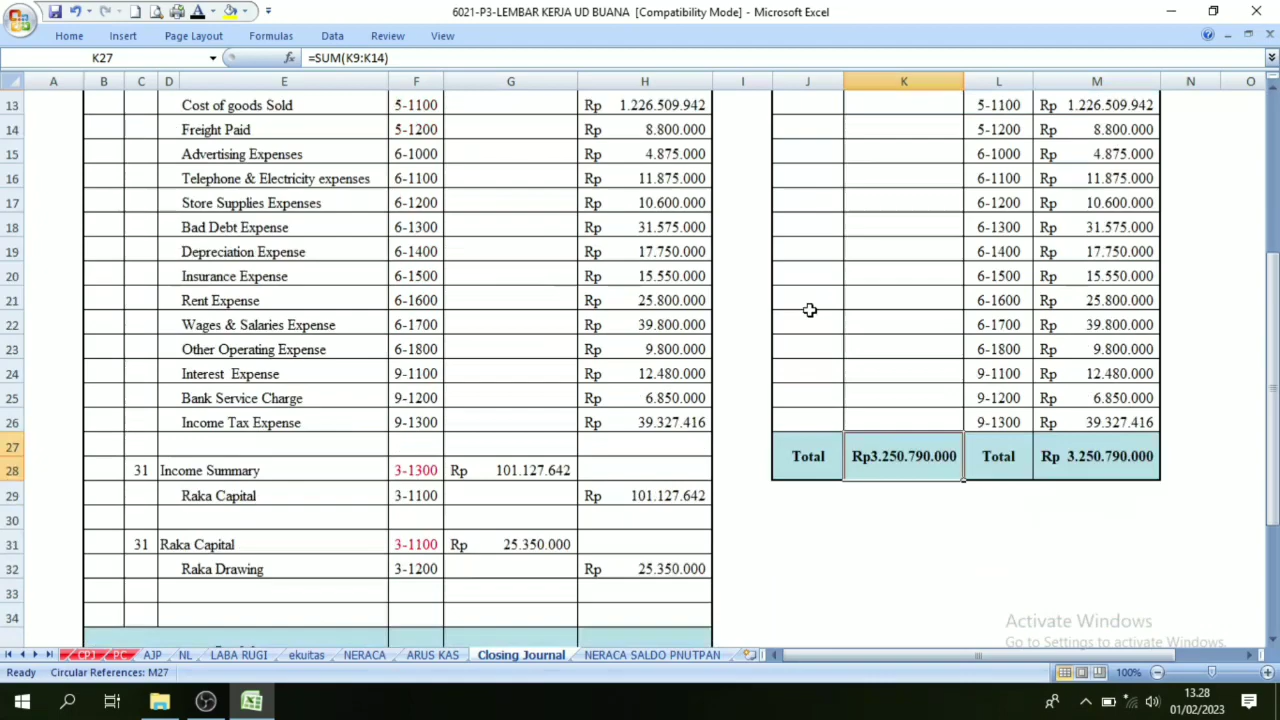 6021-P3-LEMBAR KERJA UD BUANA [Compatibility Mode] - Microsoft Excel
Home Insert Page Layout Formulas Data Review View
K27 fx =SUM(K9:K14)
A B C D E F G H I J K L M N O
13 Cost of goods Sold 5-1100 Rp 1.226.509.942 5-1100 Rp 1.226.509.942
14 Freight Paid 5-1200 Rp 8.800.000 5-1200 Rp 8.800.000
15 Advertising Expenses 6-1000 Rp 4.875.000 6-1000 Rp 4.875.000
16 Telephone & Electricity expenses 6-1100 Rp 11.875.000 6-1100 Rp 11.875.000
17 Store Supplies Expenses 6-1200 Rp 10.600.000 6-1200 Rp 10.600.000
18 Bad Debt Expense 6-1300 Rp 31.575.000 6-1300 Rp 31.575.000
19 Depreciation Expense 6-1400 Rp 17.750.000 6-1400 Rp 17.750.000
20 Insurance Expense 6-1500 Rp 15.550.000 6-1500 Rp 15.550.000
21 Rent Expense 6-1600 Rp 25.800.000 6-1600 Rp 25.800.000
22 Wages & Salaries Expense 6-1700 Rp 39.800.000 6-1700 Rp 39.800.000
23 Other Operating Expense 6-1800 Rp 9.800.000 6-1800 Rp 9.800.000
24 Interest Expense 9-1100 Rp 12.480.000 9-1100 Rp 12.480.000
25 Bank Service Charge 9-1200 Rp 6.850.000 9-1200 Rp 6.850.000
26 Income Tax Expense 9-1300 Rp 39.327.416 9-1300 Rp 39.327.416
27 Total Rp3.250.790.000 Total Rp 3.250.790.000
28 31 Income Summary 3-1300 Rp 101.127.642
29 Raka Capital 3-1100 Rp 101.127.642
30
31 31 Raka Capital 3-1100 Rp 25.350.000
32 Raka Drawing 3-1200 Rp 25.350.000
33
34
Activate Windows
Go to Settings to activate Windows.
CPJ PC AJP NL LABA RUGI ekuitas NERACA ARUS KAS Closing Journal NERACA SALDO PNUTPAN
Ready Circular References: M27 100%
13.28
01/02/2023